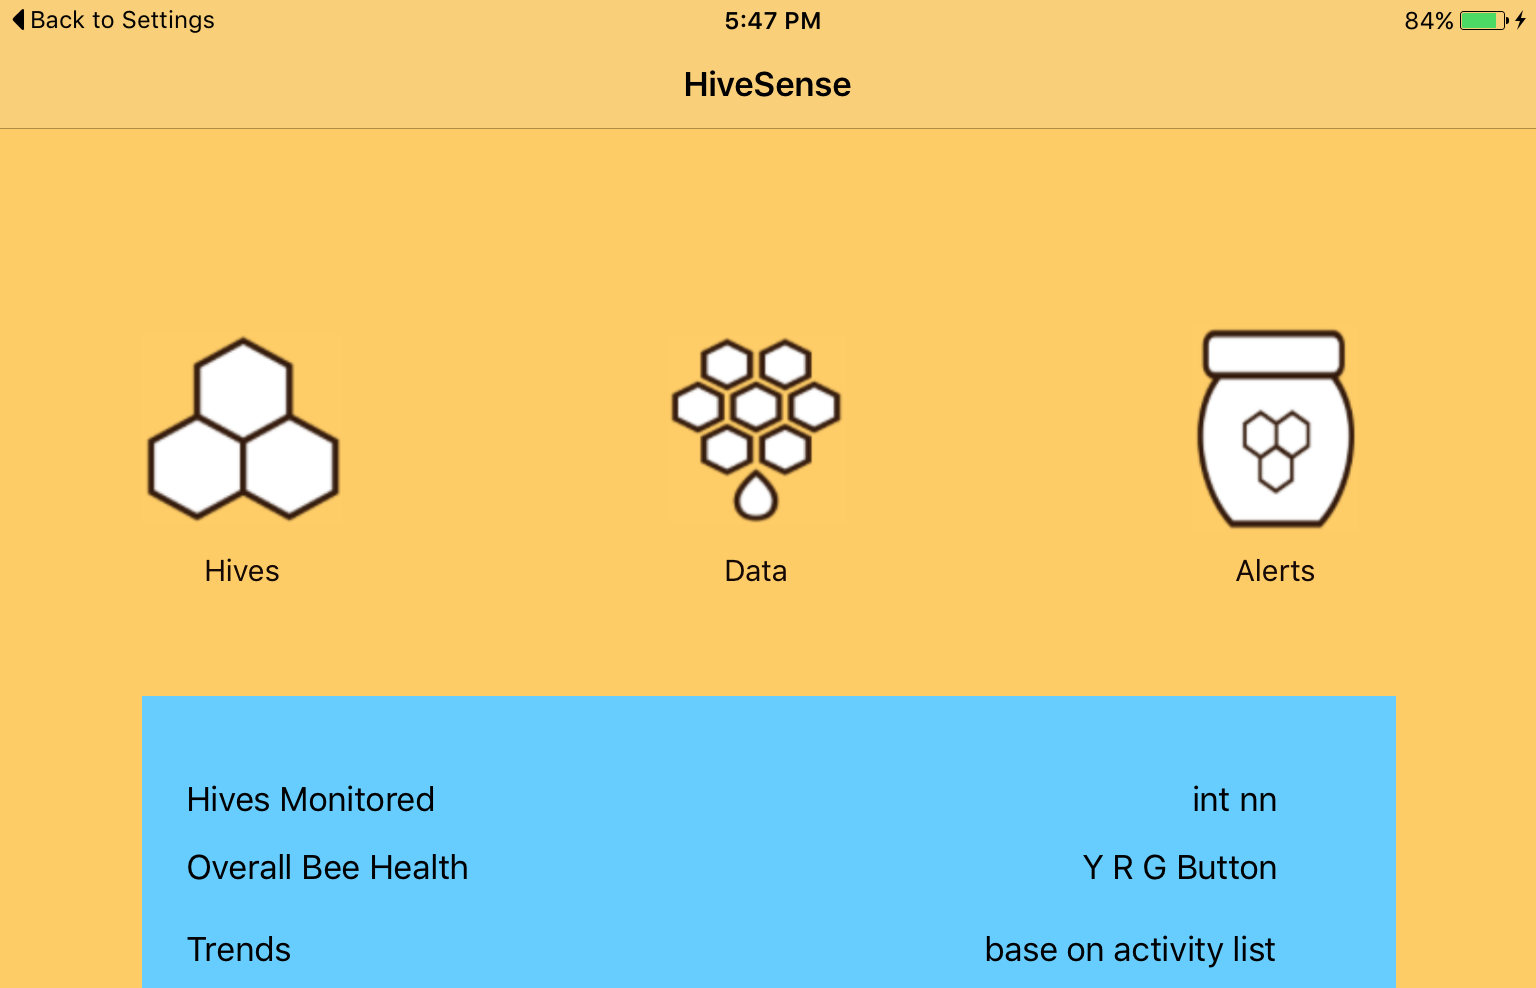 Back to Settings 5:47 PM 84%
HiveSense
Hives Data Alerts
Hives Monitored int nn
Overall Bee Health Y R G Button
Trends base on activity list